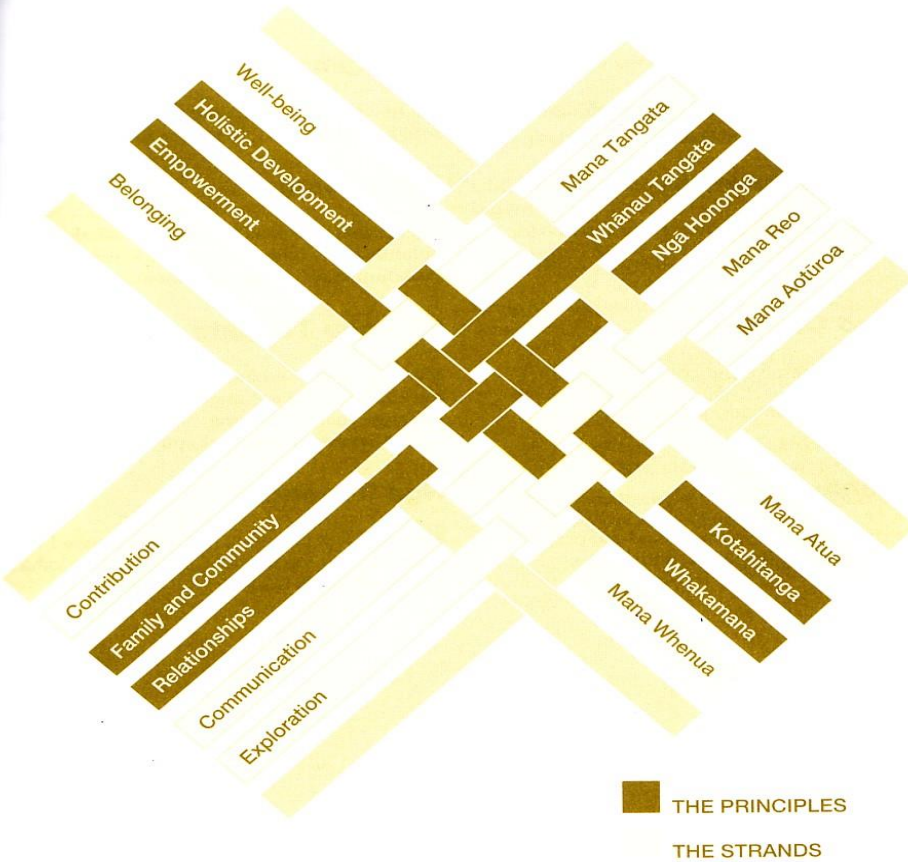 Well-being
Holistic Development
Empowerment
Belonging
Mana Tangata
Whānau Tangata
Ngā Hononga
Mana Reo
Mana Aotūroa
Contribution
Family and Community
Relationships
Communication
Exploration
Mana Atua
Kotahitanga
Whakamana
Mana Whenua
THE PRINCIPLES
THE STRANDS